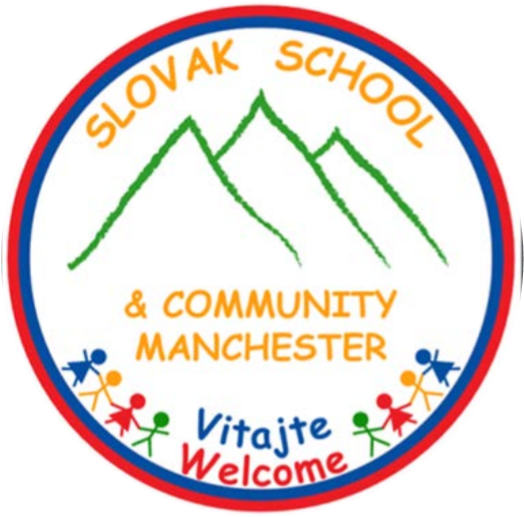 SLOVAK SCHOOL
& COMMUNITY
MANCHESTER
Vitajte
Welcome